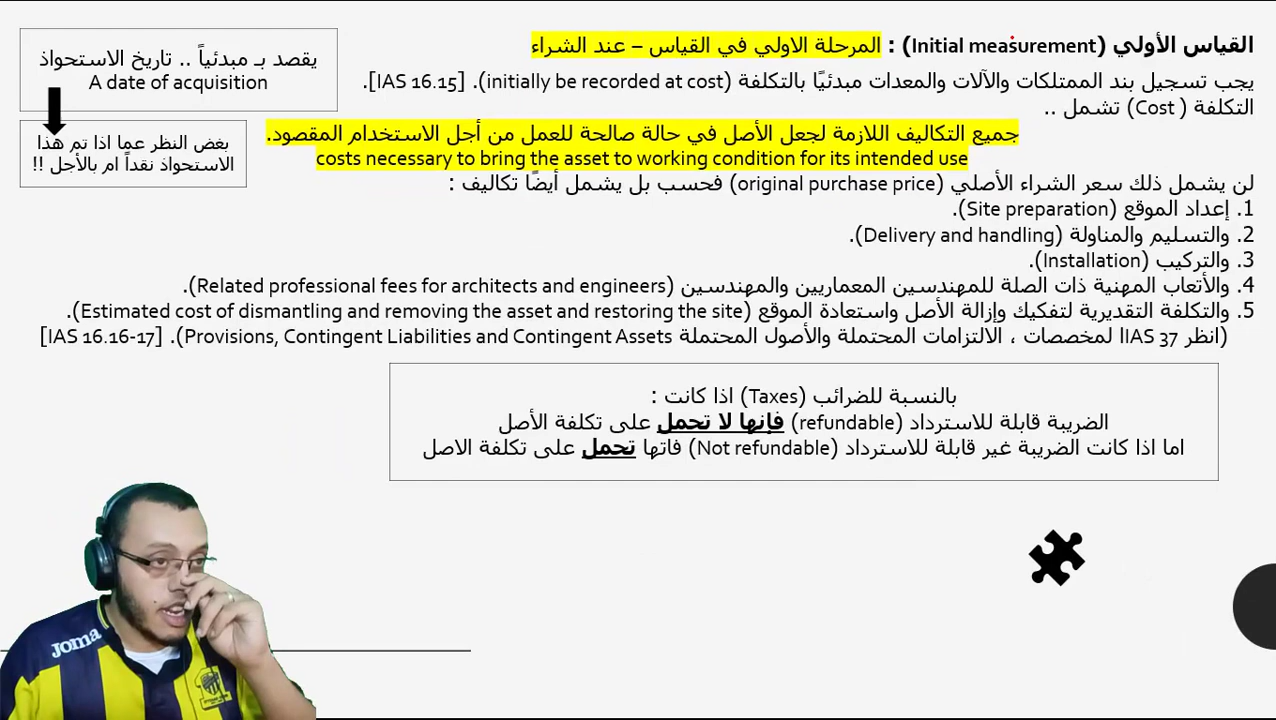 القياس الأولي (Initial measurement) : المرحلة الاولي في القياس – عند الشراء
يجب تسجيل بند الممتلكات والآلات والمعدات مبدئيًا بالتكلفة (initially be recorded at cost). [IAS 16.15].
التكلفة ( Cost) تشمل ..
جميع التكاليف اللازمة لجعل الأصل في حالة صالحة للعمل من أجل الاستخدام المقصود.
costs necessary to bring the asset to working condition for its intended use
لن يشمل ذلك سعر الشراء الأصلي (original purchase price) فحسب بل يشمل أيضًا تكاليف :
1. إعداد الموقع (Site preparation).
2. والتسليم والمناولة (Delivery and handling).
3. والتركيب (Installation).
4. والأتعاب المهنية ذات الصلة للمهندسين المعماريين والمهندسين (Related professional fees for architects and engineers).
5. والتكلفة التقديرية لتفكيك وإزالة الأصل واستعادة الموقع (Estimated cost of dismantling and removing the asset and restoring the site).
(انظر IAS 37ا لمخصصات ، الالتزامات المحتملة والأصول المحتملة Provisions, Contingent Liabilities and Contingent Assets). [IAS 16.16-17]
يقصد بـ مبدئياً .. تاريخ الاستحواذ
A date of acquisition
بغض النظر عما اذا تم هذا
الاستحواذ نقداً ام بالأجل !!
بالنسبة للضرائب (Taxes) اذا كانت :
الضريبة قابلة للاسترداد (refundable) فإنها لا تحمل على تكلفة الأصل
اما اذا كانت الضريبة غير قابلة للاسترداد (Not refundable) فاتها تحمل على تكلفة الاصل
Joma